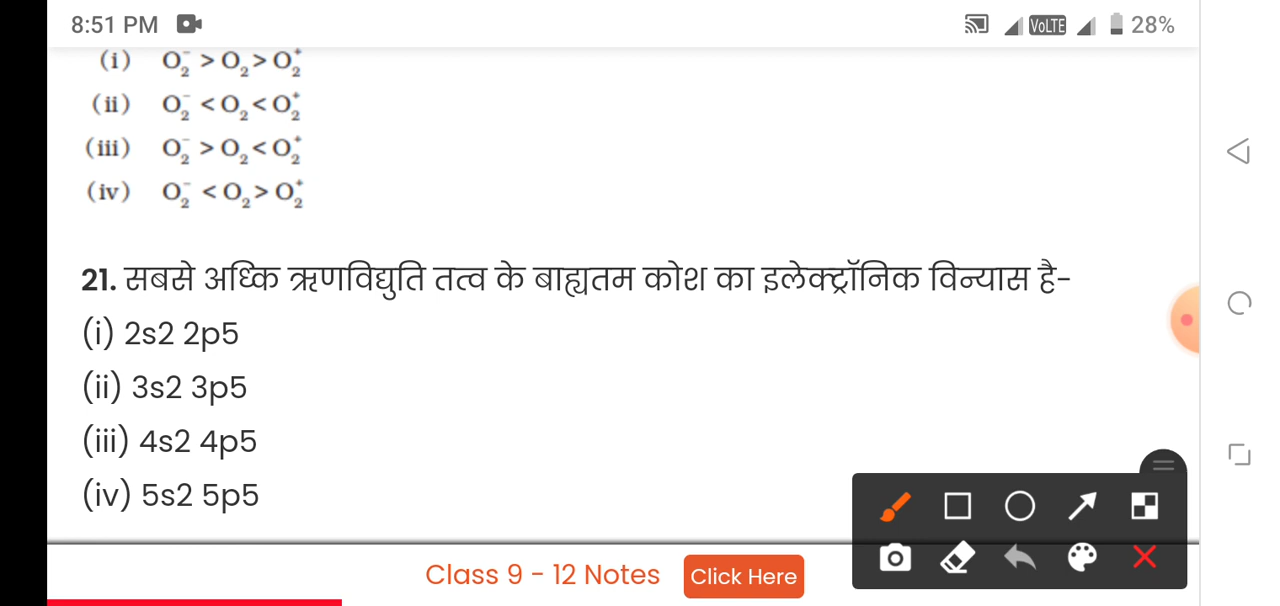 8:51 PM VoLTE 28%
(i) O₂⁻ > O₂ > O₂⁺
(ii) O₂⁻ < O₂ < O₂⁺
(iii) O₂⁻ > O₂ < O₂⁺
(iv) O₂⁻ < O₂ > O₂⁺
21. सबसे अध्कि ऋणविद्युति तत्व के बाह्यतम कोश का इलेक्ट्रॉनिक विन्यास है-
(i) 2s2 2p5
(ii) 3s2 3p5
(iii) 4s2 4p5
(iv) 5s2 5p5
Class 9 - 12 Notes Click Here